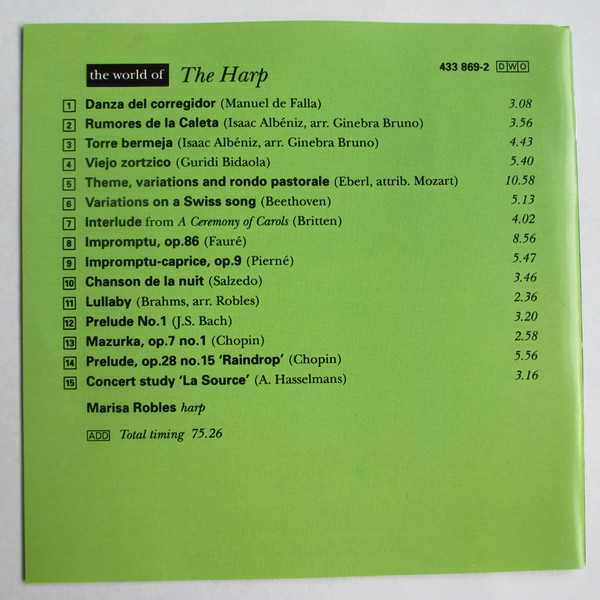 the world of The Harp 433 869-2 DWO
1 Danza del corregidor (Manuel de Falla) 3.08
2 Rumores de la Caleta (Isaac Albéniz, arr. Ginebra Bruno) 3.56
3 Torre bermeja (Isaac Albéniz, arr. Ginebra Bruno) 4.43
4 Viejo zortzico (Guridi Bidaola) 5.40
5 Theme, variations and rondo pastorale (Eberl, attrib. Mozart) 10.58
6 Variations on a Swiss song (Beethoven) 5.13
7 Interlude from A Ceremony of Carols (Britten) 4.02
8 Impromptu, op.86 (Fauré) 8.56
9 Impromptu-caprice, op.9 (Pierné) 5.47
10 Chanson de la nuit (Salzedo) 3.46
11 Lullaby (Brahms, arr. Robles) 2.36
12 Prelude No.1 (J.S. Bach) 3.20
13 Mazurka, op.7 no.1 (Chopin) 2.58
14 Prelude, op.28 no.15 ‘Raindrop’ (Chopin) 5.56
15 Concert study ‘La Source’ (A. Hasselmans) 3.16
Marisa Robles harp
ADD Total timing 75.26